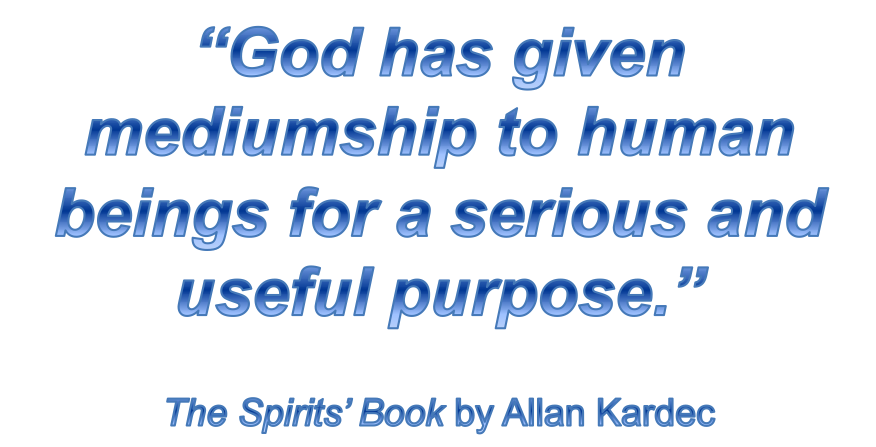 “God has given
mediumship to human
beings for a serious and
useful purpose.”
The Spirits’ Book by Allan Kardec